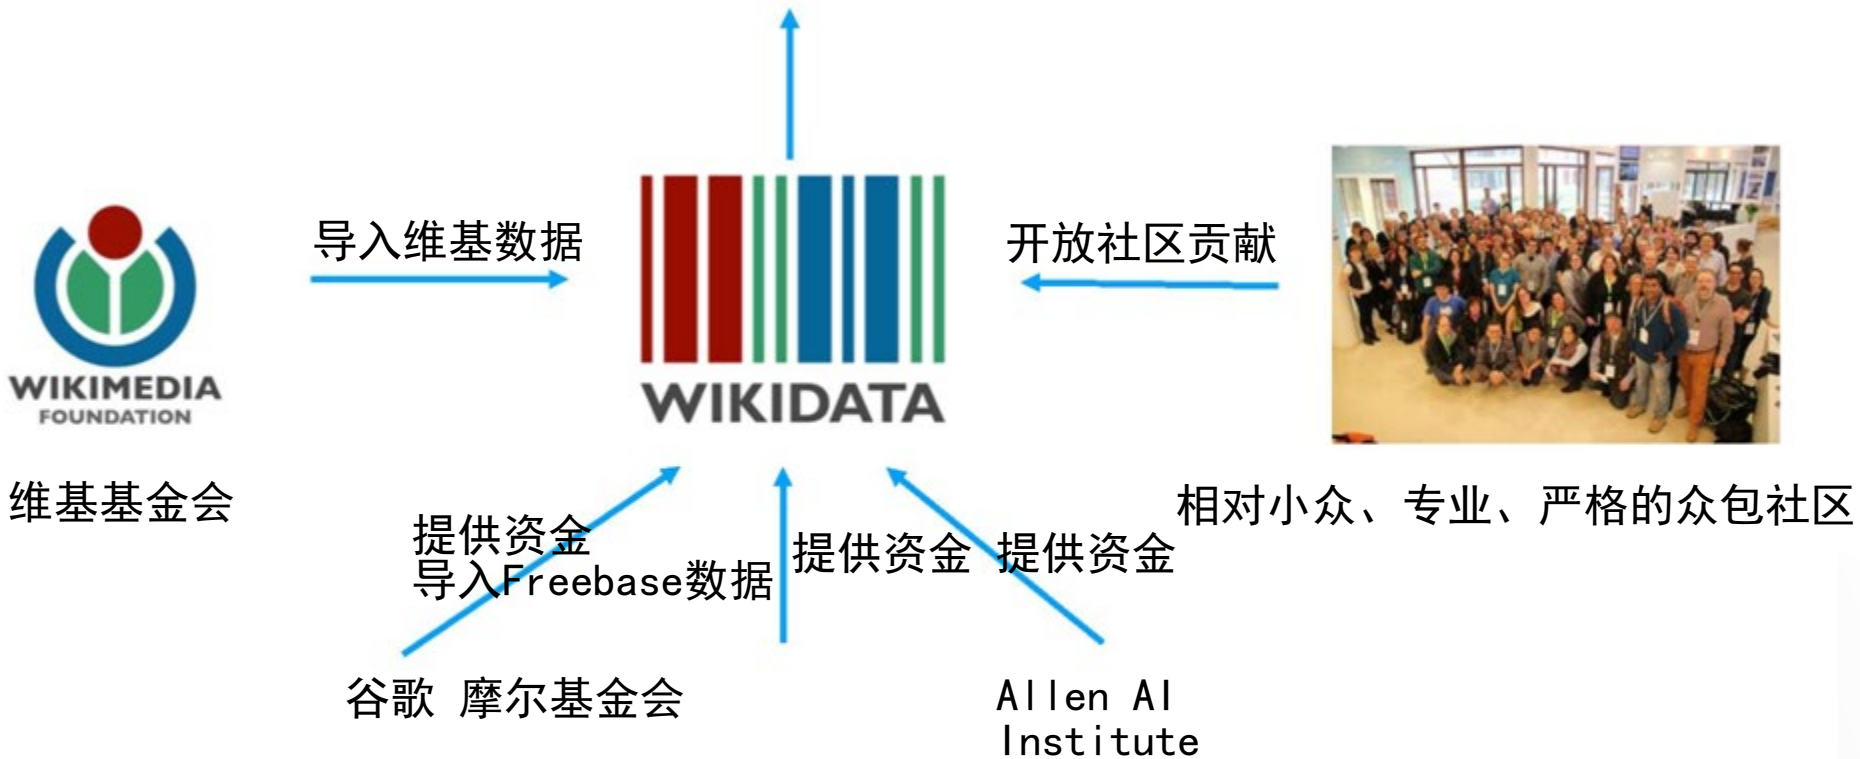 导入维基数据
开放社区贡献
WIKIMEDIA
FOUNDATION
WIKIDATA
维基基金会
相对小众、专业、严格的众包社区
提供资金
导入Freebase数据
提供资金
提供资金
谷歌 摩尔基金会
Allen AI
Institute